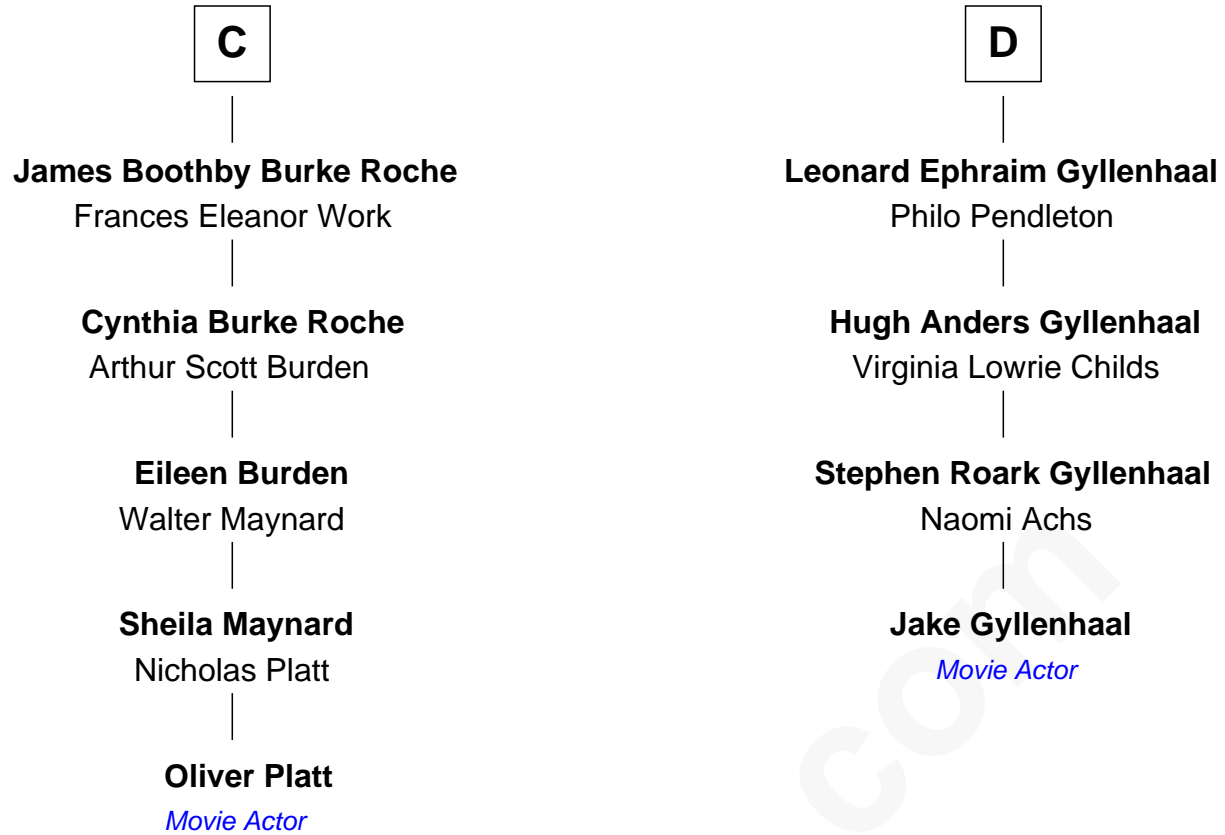 C
James Boothby Burke Roche
Frances Eleanor Work
Cynthia Burke Roche
Arthur Scott Burden
Eileen Burden
Walter Maynard
Sheila Maynard
Nicholas Platt
Oliver Platt
Movie Actor
D
Leonard Ephraim Gyllenhaal
Philo Pendleton
Hugh Anders Gyllenhaal
Virginia Lowrie Childs
Stephen Roark Gyllenhaal
Naomi Achs
Jake Gyllenhaal
Movie Actor
com